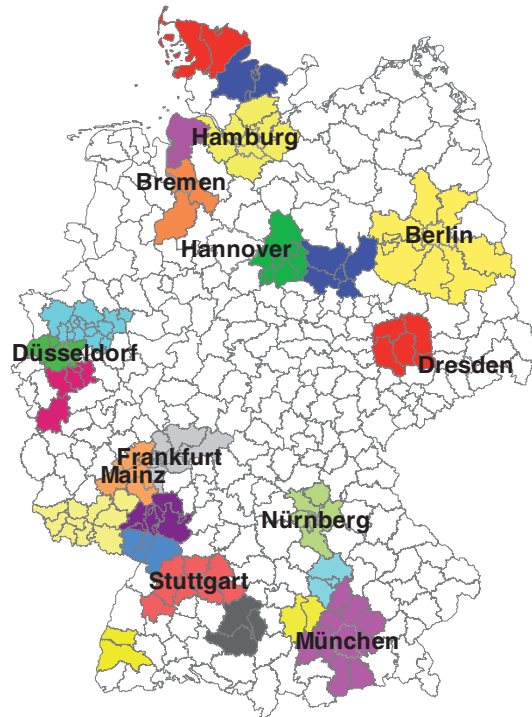 Hamburg
Bremen
Hannover
Berlin
Düsseldorf
Dresden
Frankfurt
Mainz
Nürnberg
Stuttgart
München